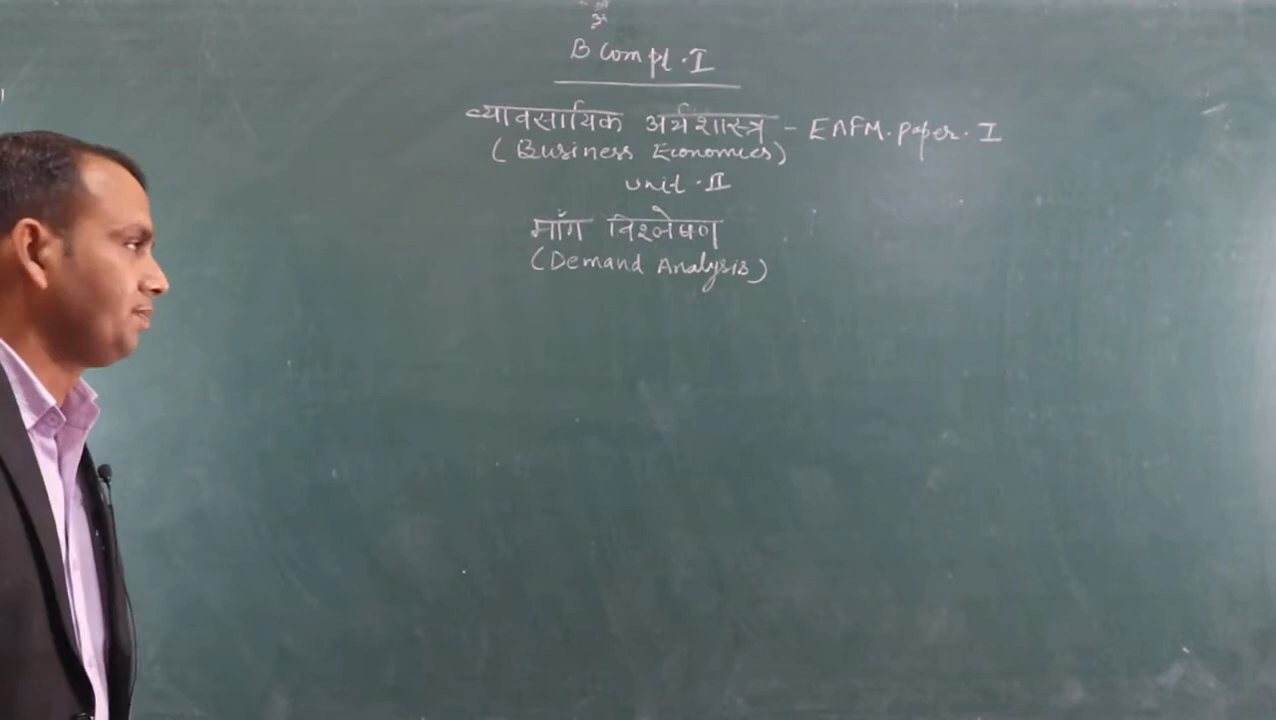 B Com pt. I
व्यावसायिक अर्थशास्त्र - EAFM. paper. I
(Business Economics)
unit. II
माँग विश्लेषण
(Demand Analysis)